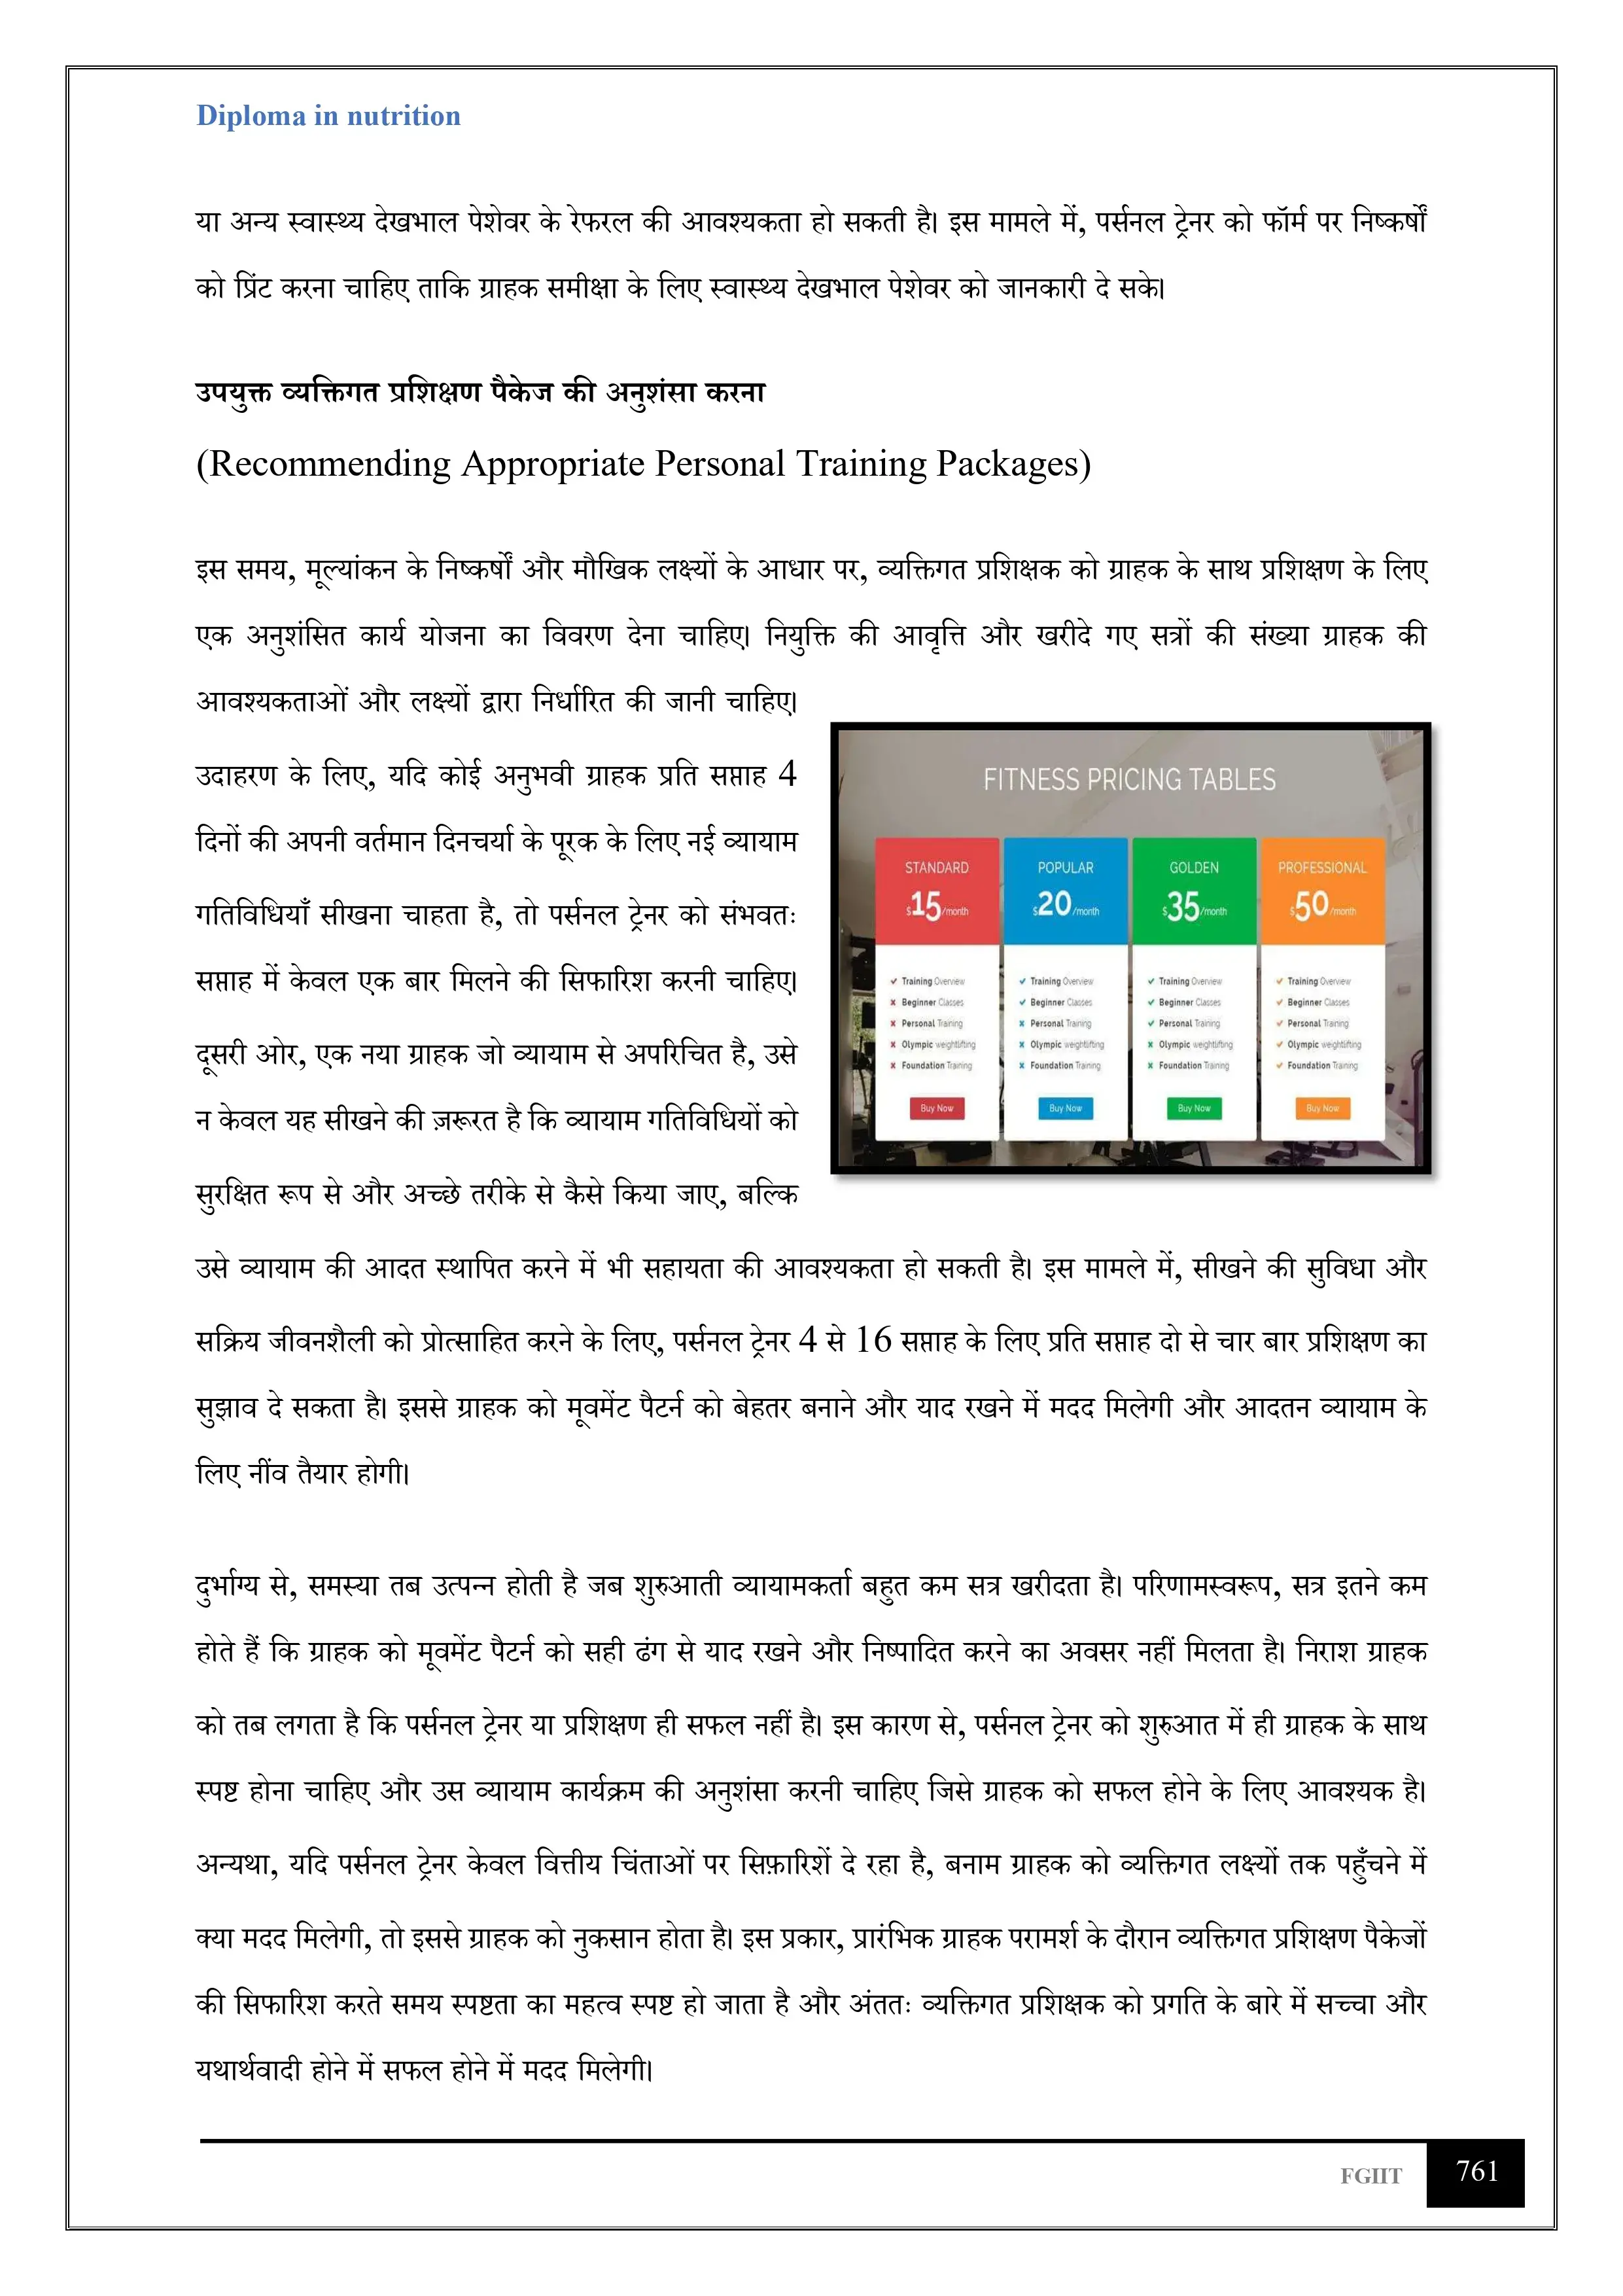 Diploma in nutrition
या अन्य स्वास्थ्य देखभाल पेशेवर के रेफरल की आवश्यकता हो सकती है। इस मामले में, पर्सनल ट्रेनर को फॉर्म पर निष्कर्षों
को प्रिंट करना चाहिए ताकि ग्राहक समीक्षा के लिए स्वास्थ्य देखभाल पेशेवर को जानकारी दे सके।
उपयुक्त व्यक्तिगत प्रशिक्षण पैकेज की अनुशंसा करना
(Recommending Appropriate Personal Training Packages)
इस समय, मूल्यांकन के निष्कर्षों और मौखिक लक्ष्यों के आधार पर, व्यक्तिगत प्रशिक्षक को ग्राहक के साथ प्रशिक्षण के लिए
एक अनुशंसित कार्य योजना का विवरण देना चाहिए। नियुक्ति की आवृत्ति और खरीदे गए सत्रों की संख्या ग्राहक की
आवश्यकताओं और लक्ष्यों द्वारा निर्धारित की जानी चाहिए।
उदाहरण के लिए, यदि कोई अनुभवी ग्राहक प्रति सप्ताह 4
दिनों की अपनी वर्तमान दिनचर्या के पूरक के लिए नई व्यायाम
गतिविधियाँ सीखना चाहता है, तो पर्सनल ट्रेनर को संभवतः
सप्ताह में केवल एक बार मिलने की सिफारिश करनी चाहिए।
दूसरी ओर, एक नया ग्राहक जो व्यायाम से अपरिचित है, उसे
न केवल यह सीखने की ज़रूरत है कि व्यायाम गतिविधियों को
सुरक्षित रूप से और अच्छे तरीके से कैसे किया जाए, बल्कि
उसे व्यायाम की आदत स्थापित करने में भी सहायता की आवश्यकता हो सकती है। इस मामले में, सीखने की सुविधा और
सक्रिय जीवनशैली को प्रोत्साहित करने के लिए, पर्सनल ट्रेनर 4 से 16 सप्ताह के लिए प्रति सप्ताह दो से चार बार प्रशिक्षण का
सुझाव दे सकता है। इससे ग्राहक को मूवमेंट पैटर्न को बेहतर बनाने और याद रखने में मदद मिलेगी और आदतन व्यायाम के
लिए नींव तैयार होगी।
FITNESS PRICING TABLES
STANDARD
$15/month
✔ Training Overview
✘ Beginner Classes
✘ Personal Training
✘ Olympic weightlifting
✘ Foundation Training
Buy Now
POPULAR
$20/month
✔ Training Overview
✔ Beginner Classes
✘ Personal Training
✘ Olympic weightlifting
✘ Foundation Training
Buy Now
GOLDEN
$35/month
✔ Training Overview
✔ Beginner Classes
✔ Personal Training
✘ Olympic weightlifting
✘ Foundation Training
Buy Now
PROFESSIONAL
$50/month
✔ Training Overview
✔ Beginner Classes
✔ Personal Training
✔ Olympic weightlifting
✔ Foundation Training
Buy Now
दुर्भाग्य से, समस्या तब उत्पन्न होती है जब शुरुआती व्यायामकर्ता बहुत कम सत्र खरीदता है। परिणामस्वरूप, सत्र इतने कम
होते हैं कि ग्राहक को मूवमेंट पैटर्न को सही ढंग से याद रखने और निष्पादित करने का अवसर नहीं मिलता है। निराश ग्राहक
को तब लगता है कि पर्सनल ट्रेनर या प्रशिक्षण ही सफल नहीं है। इस कारण से, पर्सनल ट्रेनर को शुरुआत में ही ग्राहक के साथ
स्पष्ट होना चाहिए और उस व्यायाम कार्यक्रम की अनुशंसा करनी चाहिए जिसे ग्राहक को सफल होने के लिए आवश्यक है।
अन्यथा, यदि पर्सनल ट्रेनर केवल वित्तीय चिंताओं पर सिफ़ारिशें दे रहा है, बनाम ग्राहक को व्यक्तिगत लक्ष्यों तक पहुँचने में
क्या मदद मिलेगी, तो इससे ग्राहक को नुकसान होता है। इस प्रकार, प्रारंभिक ग्राहक परामर्श के दौरान व्यक्तिगत प्रशिक्षण पैकेजों
की सिफारिश करते समय स्पष्टता का महत्व स्पष्ट हो जाता है और अंततः व्यक्तिगत प्रशिक्षक को प्रगति के बारे में सच्चा और
यथार्थवादी होने में सफल होने में मदद मिलेगी।
FGIIT 761